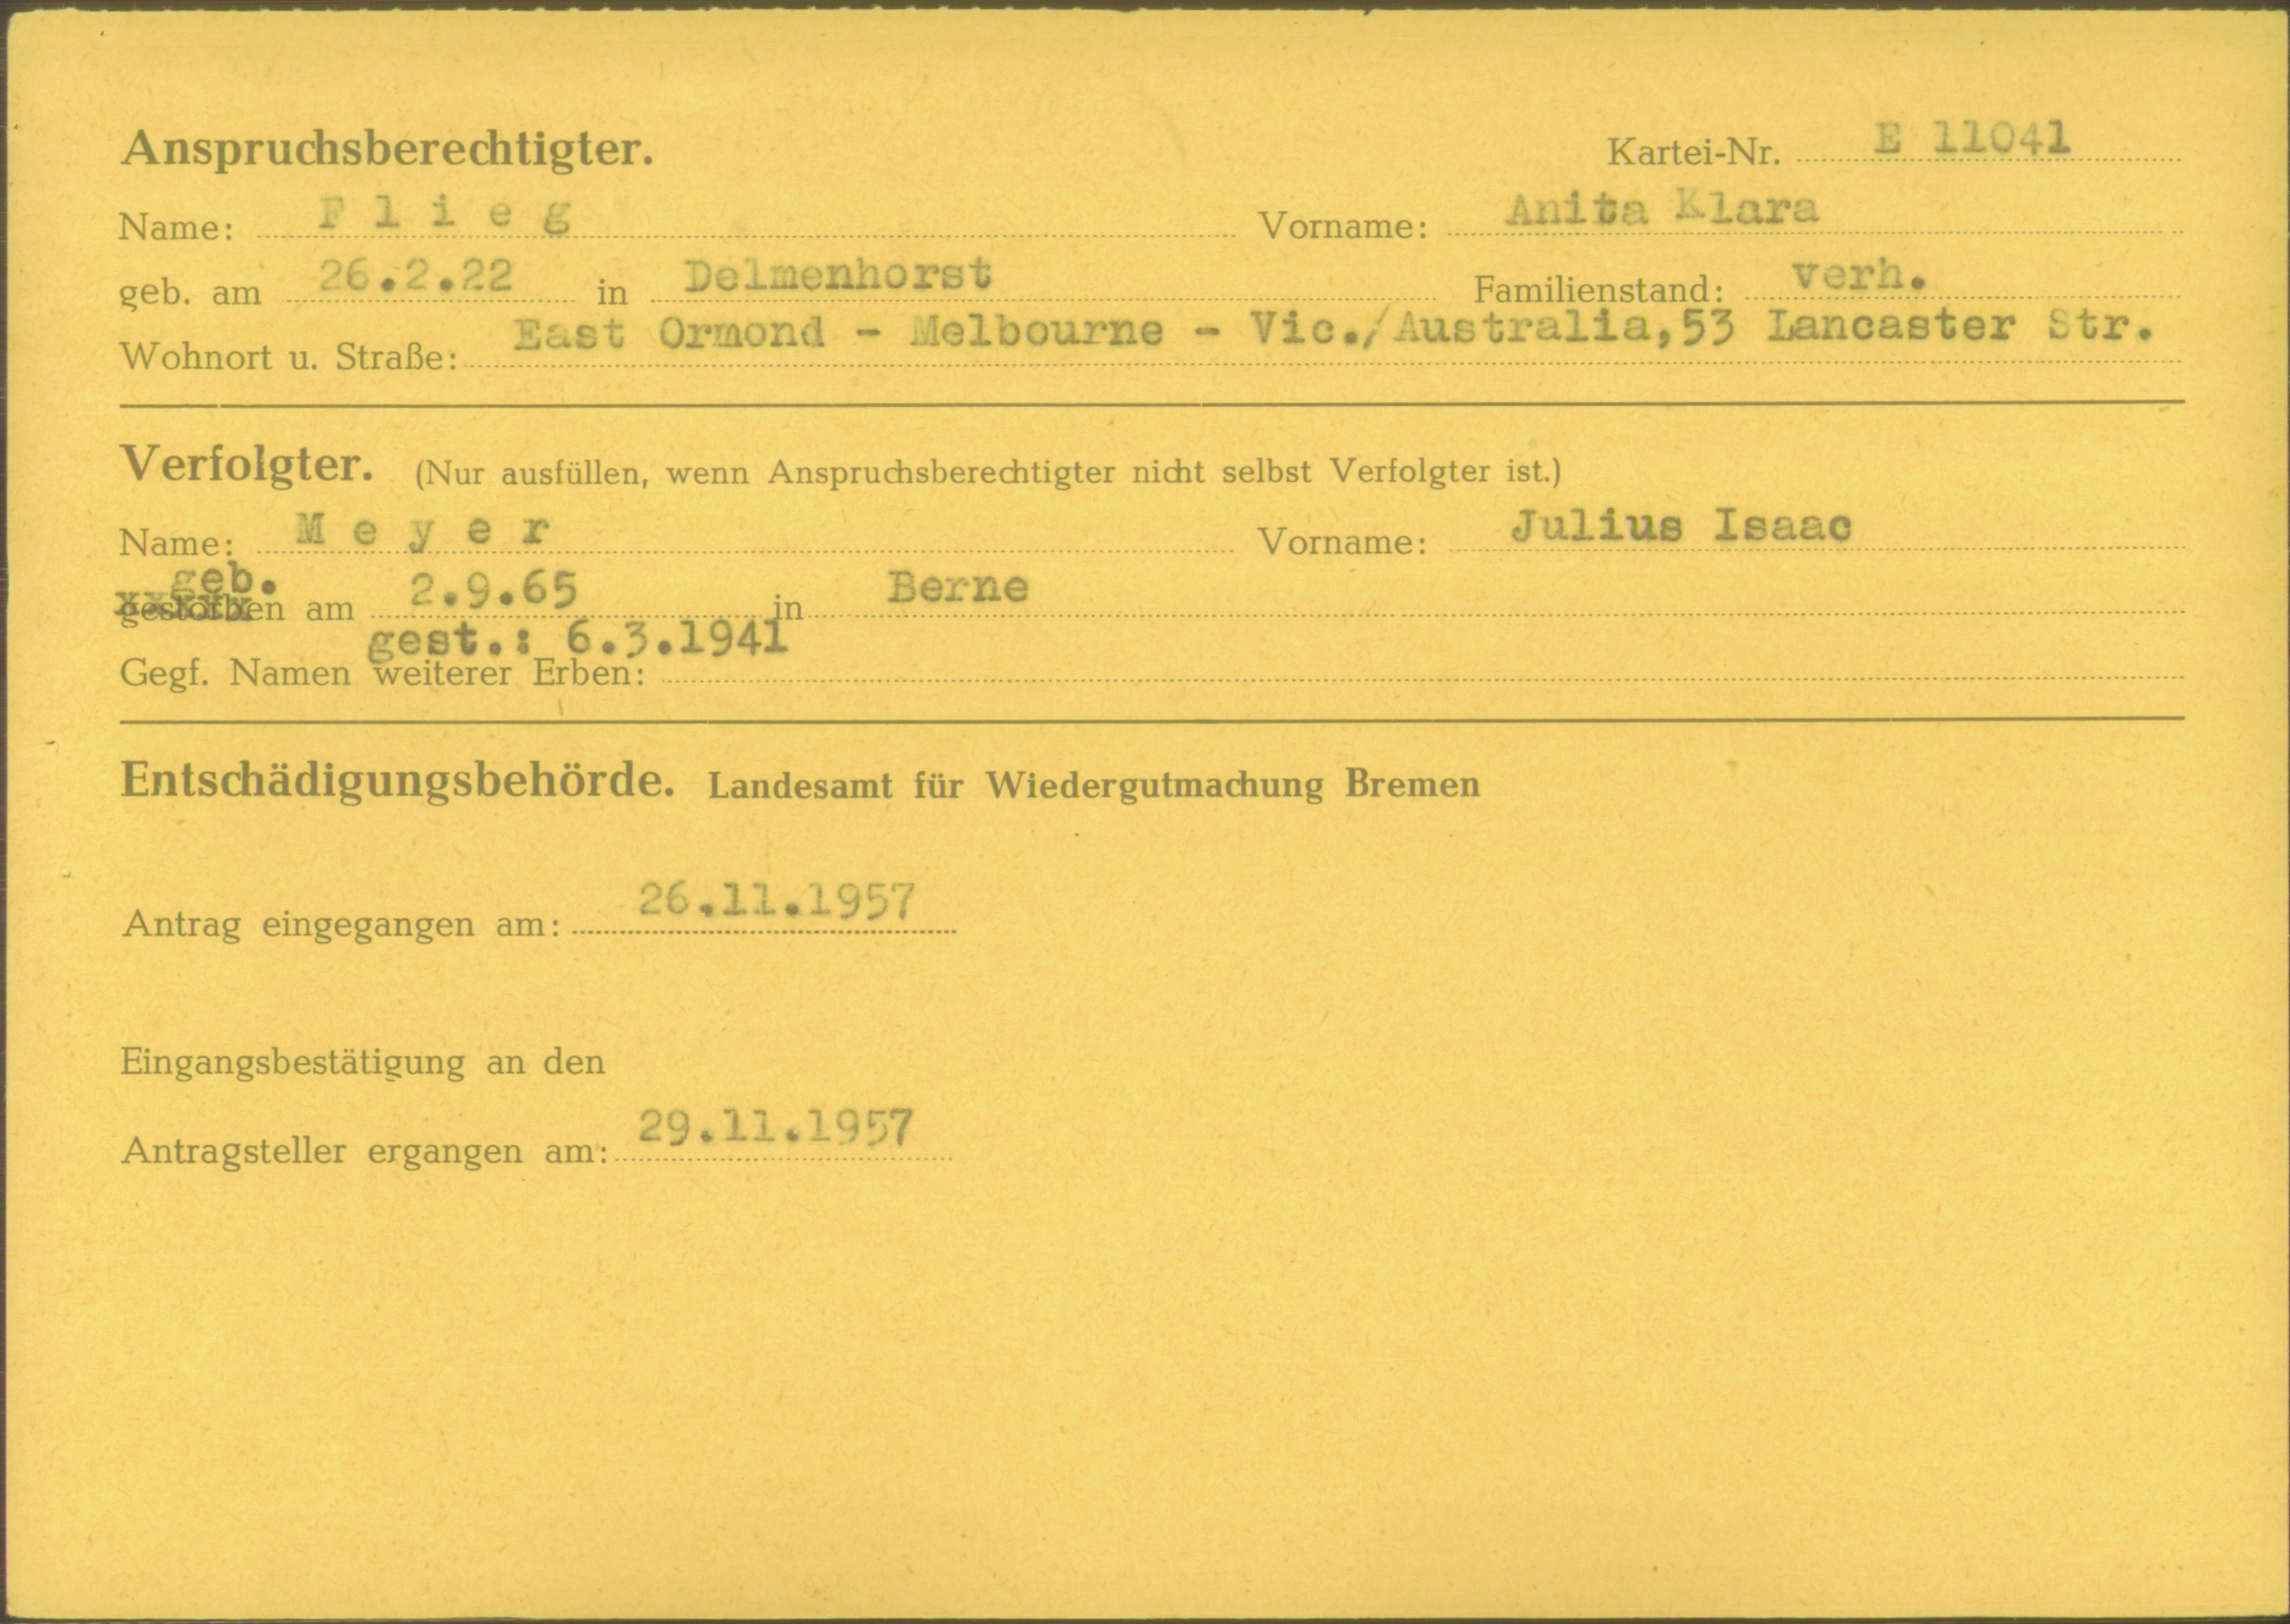 Anspruchsberechtigter. Kartei-Nr. E 11041
Name: F l i e g Vorname: Anita Klara
geb. am 26.2.22 in Delmenhorst Familienstand: verh.
Wohnort u. Straße: East Ormond - Melbourne - Vic./Australia,53 Lancaster Str.
Verfolgter. (Nur ausfüllen, wenn Anspruchsberechtigter nicht selbst Verfolgter ist.)
Name: M e y e r Vorname: Julius Isaac
geb.
gestorben am 2.9.65 in Berne
gest.: 6.3.1941
Gegf. Namen weiterer Erben:
Entschädigungsbehörde. Landesamt für Wiedergutmachung Bremen
Antrag eingegangen am: 26.11.1957
Eingangsbestätigung an den
Antragsteller ergangen am: 29.11.1957